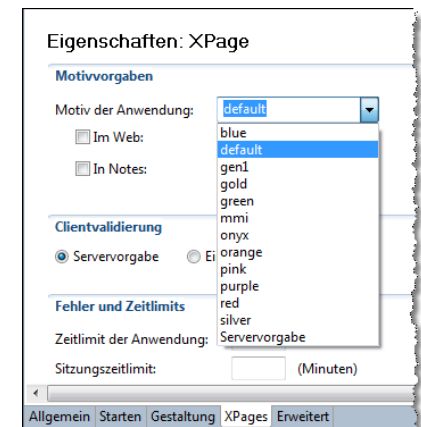 Eigenschaften: XPage
Motivvorgaben
Motiv der Anwendung: default
Im Web:
In Notes:
blue
default
gen1
gold
green
mmi
onyx
orange
pink
purple
red
silver
Servervorgabe
Clientvalidierung
Servervorgabe Ei
Fehler und Zeitlimits
Zeitlimit der Anwendung:
Sitzungszeitlimit: (Minuten)
Allgemein Starten Gestaltung XPages Erweitert